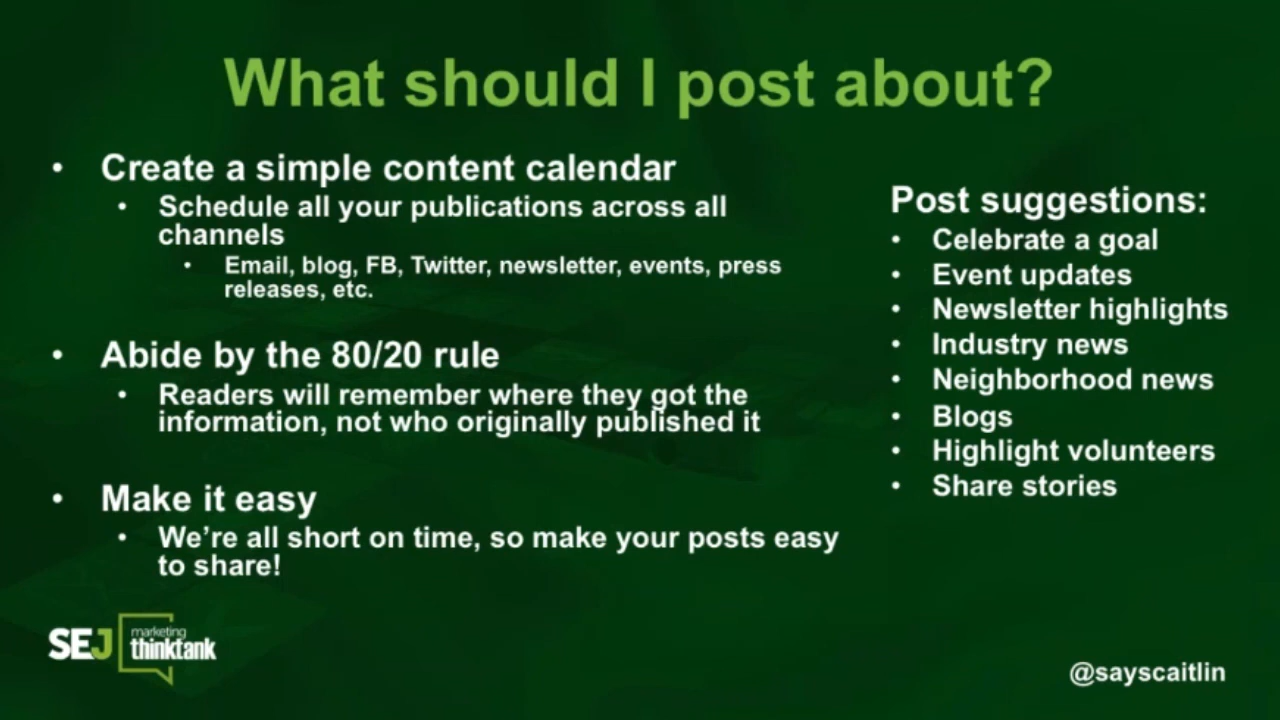 What should I post about?
• Create a simple content calendar
• Schedule all your publications across all
channels
• Email, blog, FB, Twitter, newsletter, events, press
releases, etc.
• Abide by the 80/20 rule
• Readers will remember where they got the
information, not who originally published it
• Make it easy
• We’re all short on time, so make your posts easy
to share!
Post suggestions:
• Celebrate a goal
• Event updates
• Newsletter highlights
• Industry news
• Neighborhood news
• Blogs
• Highlight volunteers
• Share stories
SEJ
marketing
thinktank
@sayscaitlin